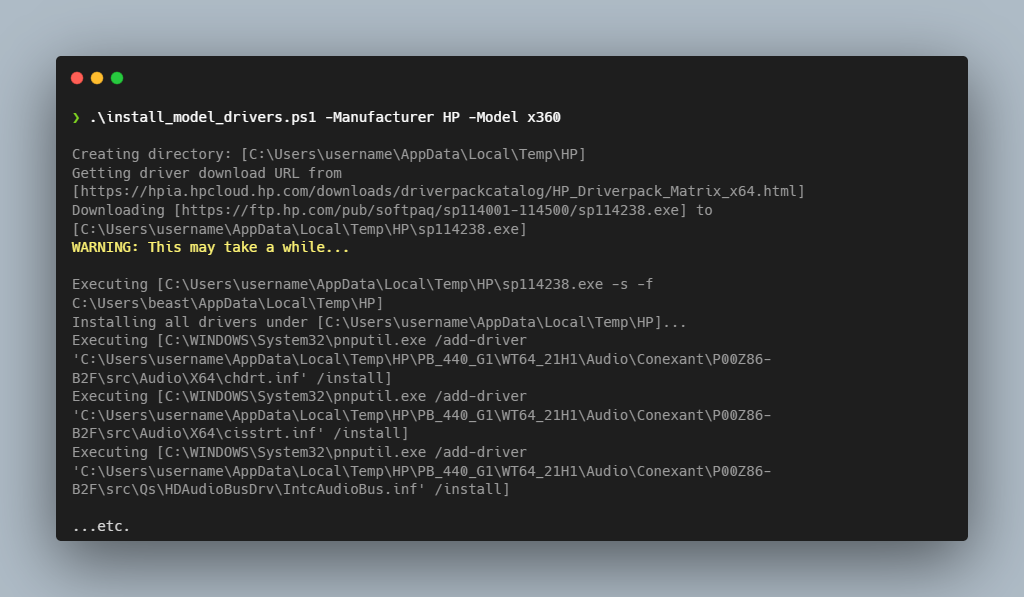 ❯ .\install_model_drivers.ps1 -Manufacturer HP -Model x360
Creating directory: [C:\Users\username\AppData\Local\Temp\HP]
Getting driver download URL from
[https://hpia.hpcloud.hp.com/downloads/driverpackcatalog/HP_Driverpack_Matrix_x64.html]
Downloading [https://ftp.hp.com/pub/softpaq/sp114001-114500/sp114238.exe] to
[C:\Users\username\AppData\Local\Temp\HP\sp114238.exe]
WARNING: This may take a while...
Executing [C:\Users\username\AppData\Local\Temp\HP\sp114238.exe -s -f
C:\Users\beast\AppData\Local\Temp\HP]
Installing all drivers under [C:\Users\username\AppData\Local\Temp\HP]...
Executing [C:\WINDOWS\System32\pnputil.exe /add-driver
'C:\Users\username\AppData\Local\Temp\HP\PB_440_G1\WT64_21H1\Audio\Conexant\P00Z86-
B2F\src\Audio\X64\chdrt.inf' /install]
Executing [C:\WINDOWS\System32\pnputil.exe /add-driver
'C:\Users\username\AppData\Local\Temp\HP\PB_440_G1\WT64_21H1\Audio\Conexant\P00Z86-
B2F\src\Audio\X64\cisstrt.inf' /install]
Executing [C:\WINDOWS\System32\pnputil.exe /add-driver
'C:\Users\username\AppData\Local\Temp\HP\PB_440_G1\WT64_21H1\Audio\Conexant\P00Z86-
B2F\src\Qs\HDAudioBusDrv\IntcAudioBus.inf' /install]
...etc.